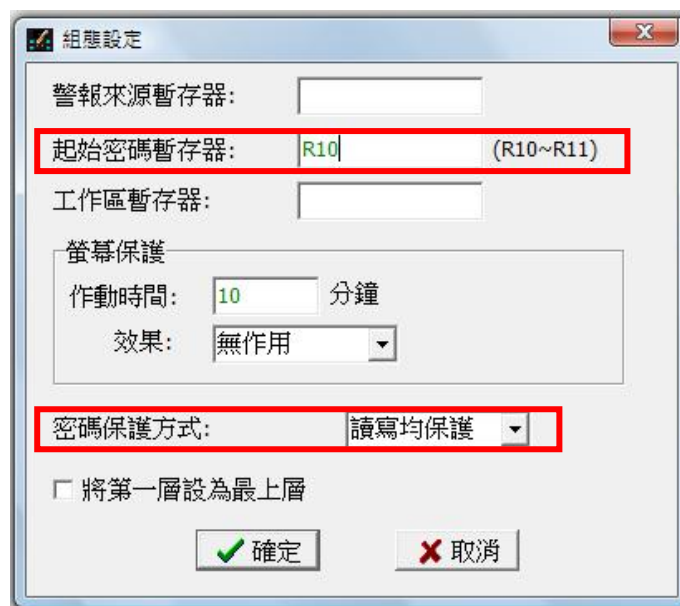 組態設定
警報來源暫存器:
起始密碼暫存器: R10 (R10~R11)
工作區暫存器:
螢幕保護
作動時間: 10 分鐘
效果: 無作用
密碼保護方式: 讀寫均保護
將第一層設為最上層
確定 取消